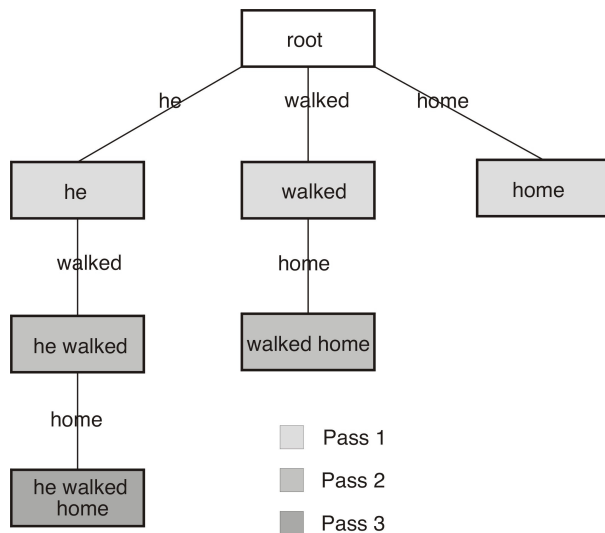 root
he
walked
home
he
walked
home
walked
home
he walked
walked home
home
he walked
home
Pass 1
Pass 2
Pass 3